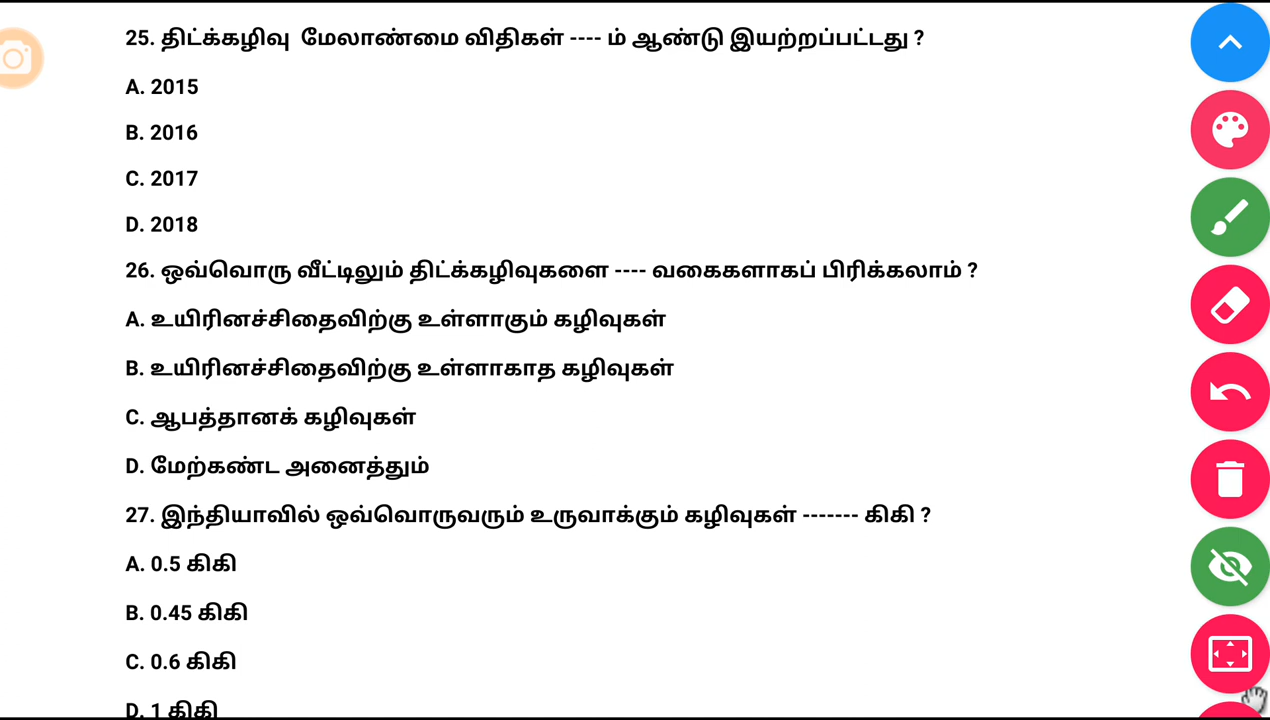 25. திடக்கழிவு மேலாண்மை விதிகள் ---- ம் ஆண்டு இயற்றப்பட்டது ?
A. 2015
B. 2016
C. 2017
D. 2018
26. ஒவ்வொரு வீட்டிலும் திடக்கழிவுகளை ---- வகைகளாகப் பிரிக்கலாம் ?
A. உயிரினச்சிதைவிற்கு உள்ளாகும் கழிவுகள்
B. உயிரினச்சிதைவிற்கு உள்ளாகாத கழிவுகள்
C. ஆபத்தானக் கழிவுகள்
D. மேற்கண்ட அனைத்தும்
27. இந்தியாவில் ஒவ்வொருவரும் உருவாக்கும் கழிவுகள் ------- கிகி ?
A. 0.5 கிகி
B. 0.45 கிகி
C. 0.6 கிகி
D. 1 கிகி